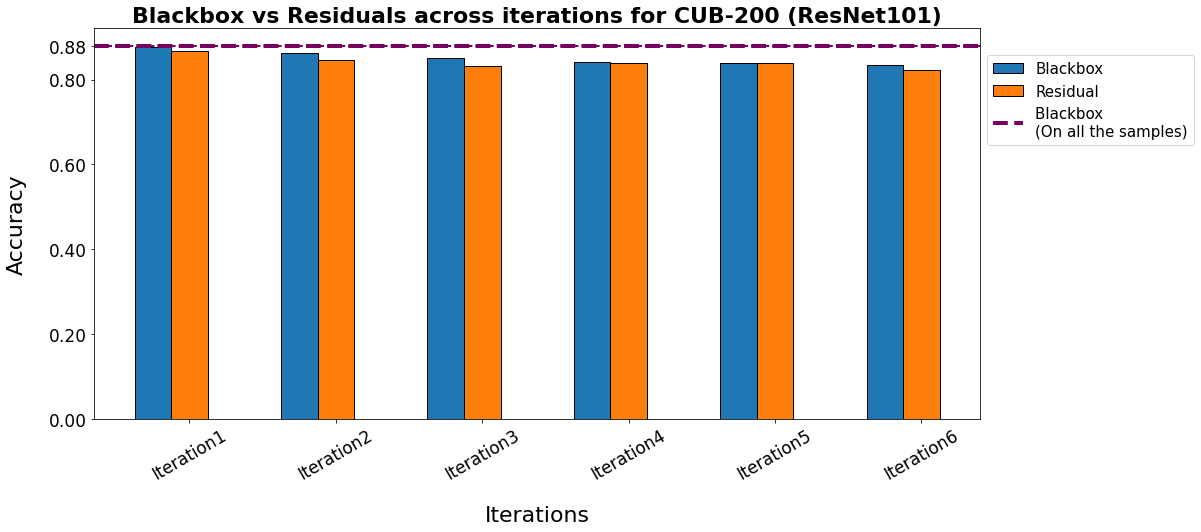 Blackbox vs Residuals across iterations for CUB-200 (ResNet101)
0.88
0.80
0.60
0.40
0.20
0.00
Accuracy
Iteration1
Iteration2
Iteration3
Iteration4
Iteration5
Iteration6
Iterations
Blackbox
Residual
Blackbox
(On all the samples)